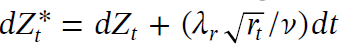 dZ*_t = dZ_t + (λ_r √r_t / ν) dt